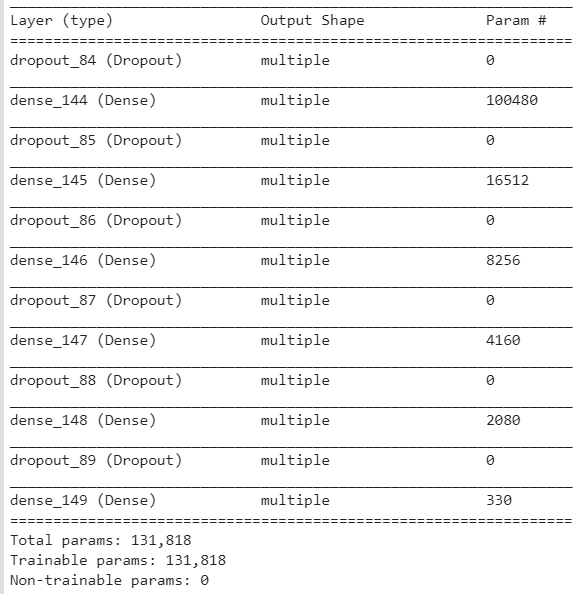 Layer (type) Output Shape Param #
dropout_84 (Dropout) multiple 0
dense_144 (Dense) multiple 100480
dropout_85 (Dropout) multiple 0
dense_145 (Dense) multiple 16512
dropout_86 (Dropout) multiple 0
dense_146 (Dense) multiple 8256
dropout_87 (Dropout) multiple 0
dense_147 (Dense) multiple 4160
dropout_88 (Dropout) multiple 0
dense_148 (Dense) multiple 2080
dropout_89 (Dropout) multiple 0
dense_149 (Dense) multiple 330
Total params: 131,818
Trainable params: 131,818
Non-trainable params: 0